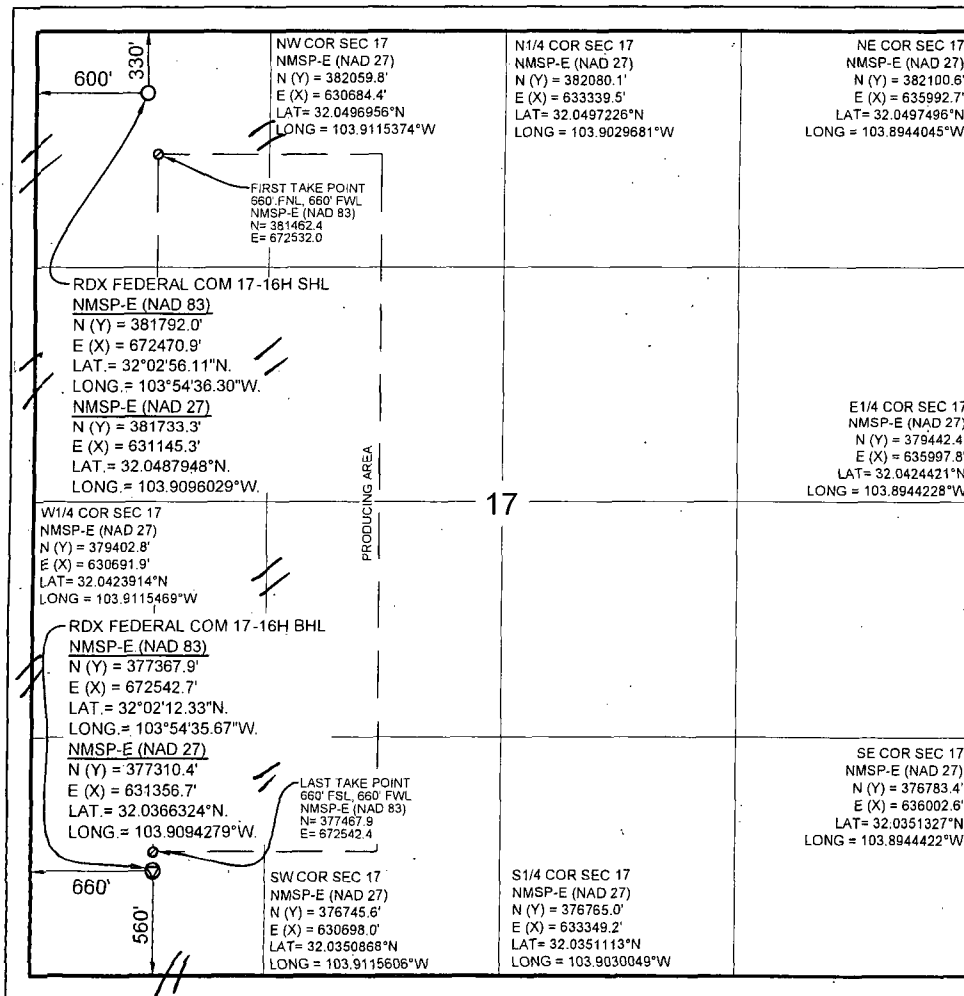 330'
600'
NW COR SEC 17
NMSP-E (NAD 27)
N (Y) = 382059.8'
E (X) = 630684.4'
LAT= 32.0496956°N
LONG = 103.9115374°W
N1/4 COR SEC 17
NMSP-E (NAD 27)
N (Y) = 382080.1'
E (X) = 633339.5'
LAT= 32.0497226°N
LONG = 103.9029681°W
NE COR SEC 17
NMSP-E (NAD 27)
N (Y) = 382100.6'
E (X) = 635992.7'
LAT= 32.0497496°N
LONG = 103.8944045°W
FIRST TAKE POINT
660' FNL, 660' FWL
NMSP-E (NAD 83)
N= 381462.4
E= 672532.0
RDX FEDERAL COM 17-16H SHL
NMSP-E (NAD 83)
N (Y) = 381792.0'
E (X) = 672470.9'
LAT.= 32°02'56.11"N.
LONG.= 103°54'36.30"W.
NMSP-E (NAD 27)
N (Y) = 381733.3'
E (X) = 631145.3'
LAT.= 32.0487948°N.
LONG.= 103.9096029°W.
PRODUCING AREA
17
E1/4 COR SEC 17
NMSP-E (NAD 27)
N (Y) = 379442.4'
E (X) = 635997.8'
LAT= 32.0424421°N
LONG = 103.8944228°W
W1/4 COR SEC 17
NMSP-E (NAD 27)
N (Y) = 379402.8'
E (X) = 630691.9'
LAT= 32.0423914°N
LONG = 103.9115469°W
RDX FEDERAL COM 17-16H BHL
NMSP-E (NAD 83)
N (Y) = 377367.9'
E (X) = 672542.7'
LAT.= 32°02'12.33"N.
LONG.= 103°54'35.67"W.
NMSP-E (NAD 27)
N (Y) = 377310.4'
E (X) = 631356.7'
LAT.= 32.0366324°N.
LONG.= 103.9094279°W.
LAST TAKE POINT
660' FSL, 660' FWL
NMSP-E (NAD 83)
N= 377467.9
E= 672542.4
SE COR SEC 17
NMSP-E (NAD 27)
N (Y) = 376783.4'
E (X) = 636002.6'
LAT= 32.0351327°N
LONG = 103.8944422°W
660'
560'
SW COR SEC 17
NMSP-E (NAD 27)
N (Y) = 376745.6'
E (X) = 630698.0'
LAT= 32.0350868°N
LONG = 103.9115606°W
S1/4 COR SEC 17
NMSP-E (NAD 27)
N (Y) = 376765.0'
E (X) = 633349.2'
LAT= 32.0351113°N
LONG = 103.9030049°W